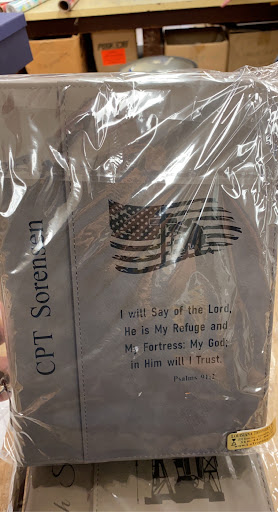 CPT Sorensen
I will Say of the Lord,
He is My Refuge and
My Fortress: My God;
in Him will I Trust.
Psalms 91:2